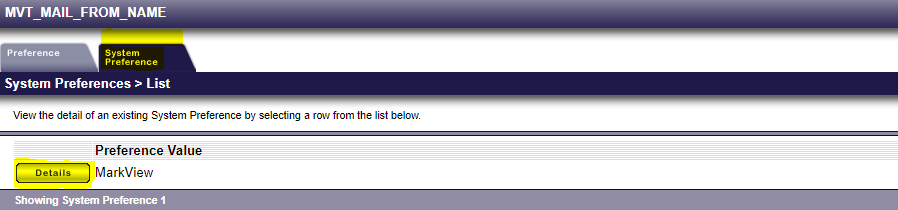 MVT_MAIL_FROM_NAME
Preference
System
Preference
System Preferences > List
View the detail of an existing System Preference by selecting a row from the list below.
Preference Value
Details MarkView
Showing System Preference 1